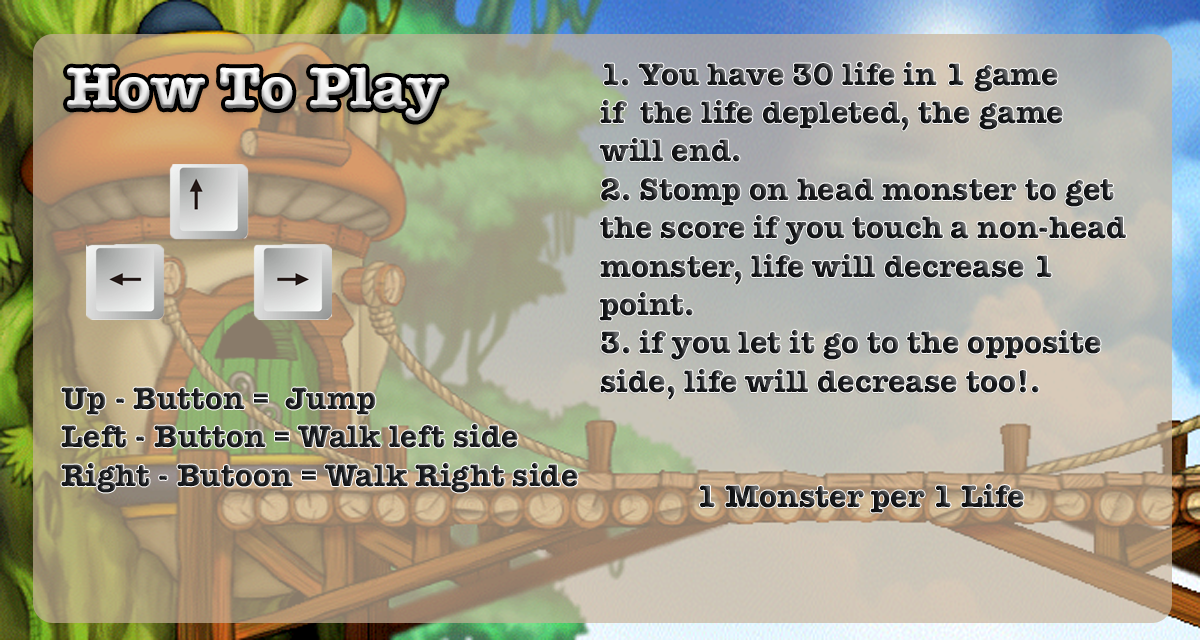 How To Play
↑
← →
Up - Button = Jump
Left - Button = Walk left side
Right - Butoon = Walk Right side
1. You have 30 life in 1 game
if the life depleted, the game
will end.
2. Stomp on head monster to get
the score if you touch a non-head
monster, life will decrease 1
point.
3. if you let it go to the opposite
side, life will decrease too!.
1 Monster per 1 Life